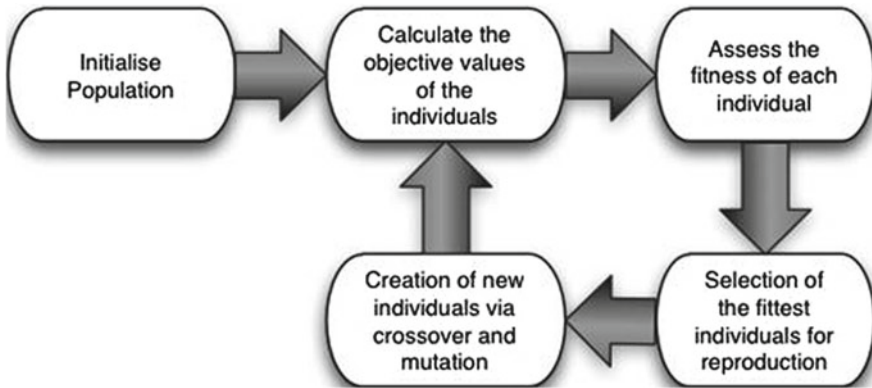 Initialise
Population
Calculate the
objective values
of the
individuals
Assess the
fitness of each
individual
Creation of new
individuals via
crossover and
mutation
Selection of
the fittest
individuals for
reproduction